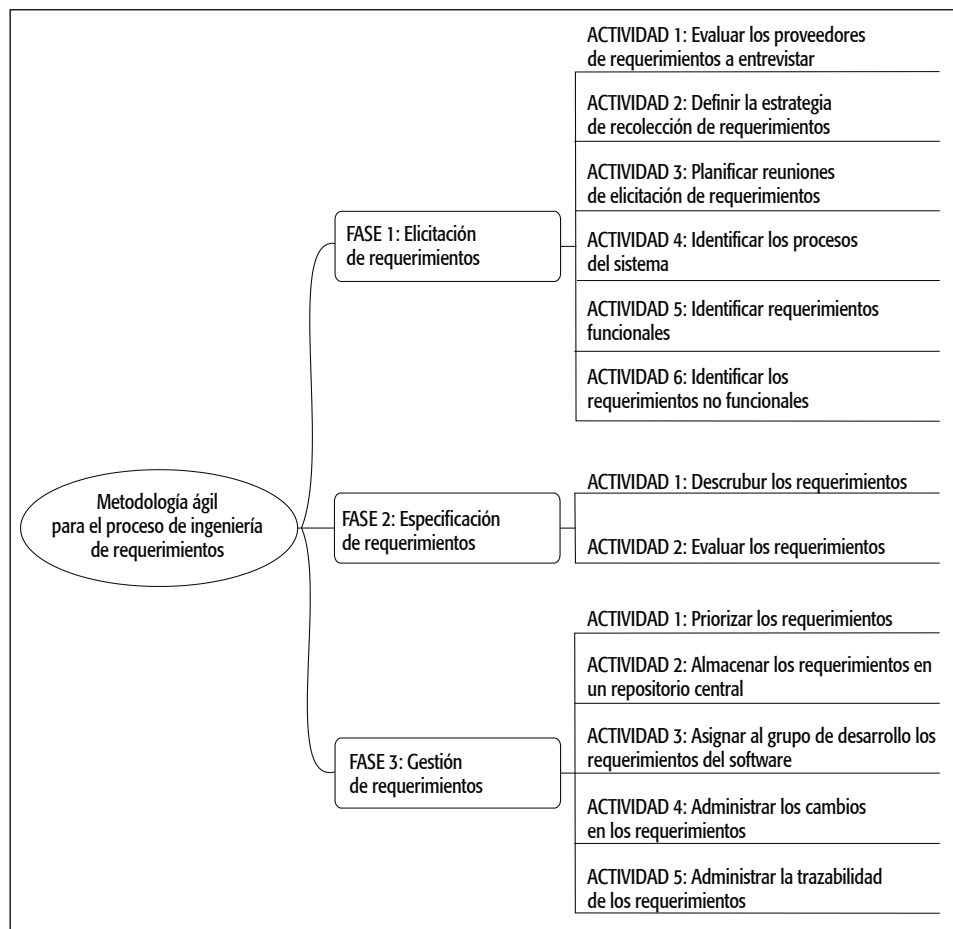 Metodología ágil
para el proceso de ingeniería
de requerimientos
FASE 1: Elicitación
de requerimientos
ACTIVIDAD 1: Evaluar los proveedores
de requerimientos a entrevistar
ACTIVIDAD 2: Definir la estrategia
de recolección de requerimientos
ACTIVIDAD 3: Planificar reuniones
de elicitación de requerimientos
ACTIVIDAD 4: Identificar los procesos
del sistema
ACTIVIDAD 5: Identificar requerimientos
funcionales
ACTIVIDAD 6: Identificar los
requerimientos no funcionales
FASE 2: Especificación
de requerimientos
ACTIVIDAD 1: Descrubur los requerimientos
ACTIVIDAD 2: Evaluar los requerimientos
FASE 3: Gestión
de requerimientos
ACTIVIDAD 1: Priorizar los requerimientos
ACTIVIDAD 2: Almacenar los requerimientos en
un repositorio central
ACTIVIDAD 3: Asignar al grupo de desarrollo los
requerimientos del software
ACTIVIDAD 4: Administrar los cambios
en los requerimientos
ACTIVIDAD 5: Administrar la trazabilidad
de los requerimientos